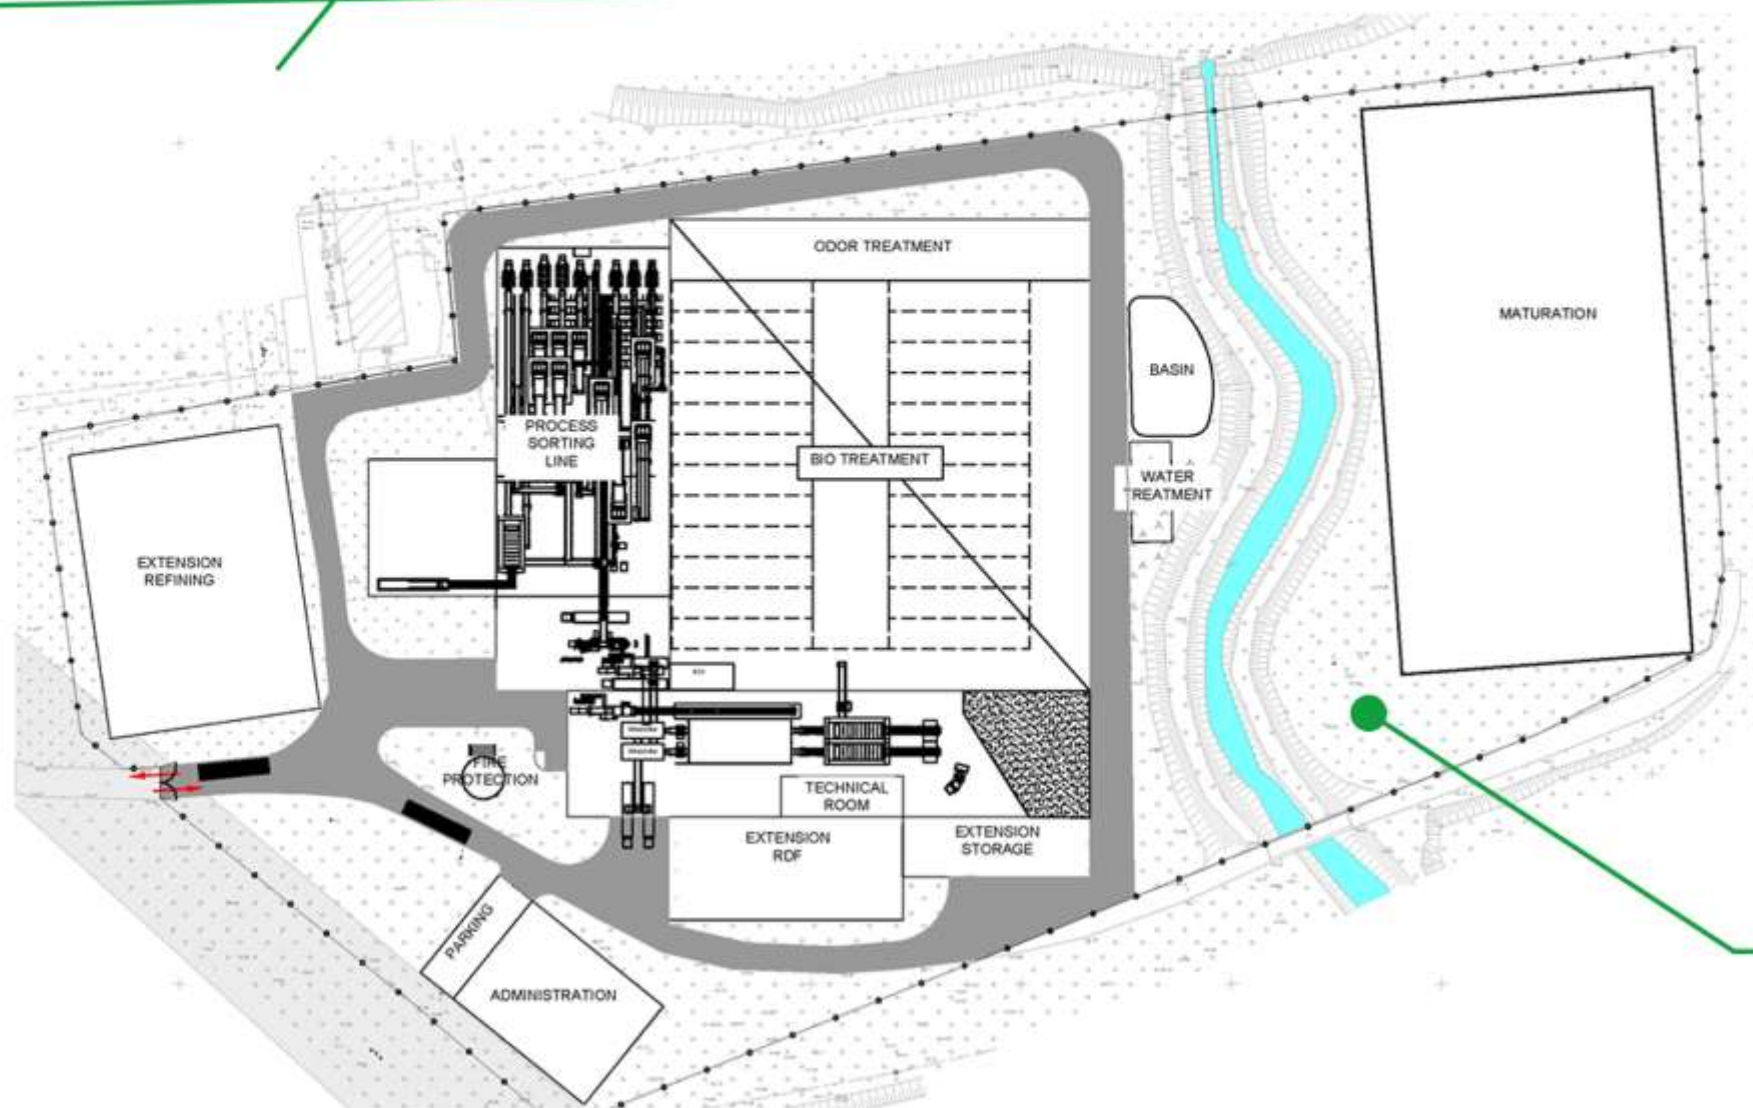 ODOR TREATMENT
MATURATION
BASIN
PROCESS
SORTING
LINE
BIO TREATMENT
WATER
TREATMENT
EXTENSION
REFINING
FIRE
PROTECTION
TECHNICAL
ROOM
EXTENSION
RDF
EXTENSION
STORAGE
PARKING
ADMINISTRATION